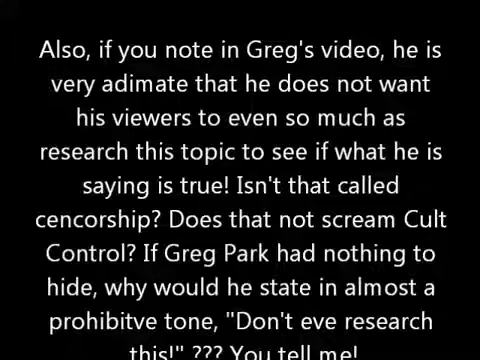 Also, if you note in Greg's video, he is
very adimate that he does not want
his viewers to even so much as
research this topic to see if what he is
saying is true! Isn't that called
cencorship? Does that not scream Cult
Control? If Greg Park had nothing to
hide, why would he state in almost a
prohibitve tone, "Don't eve research
this!" ??? You tell me!